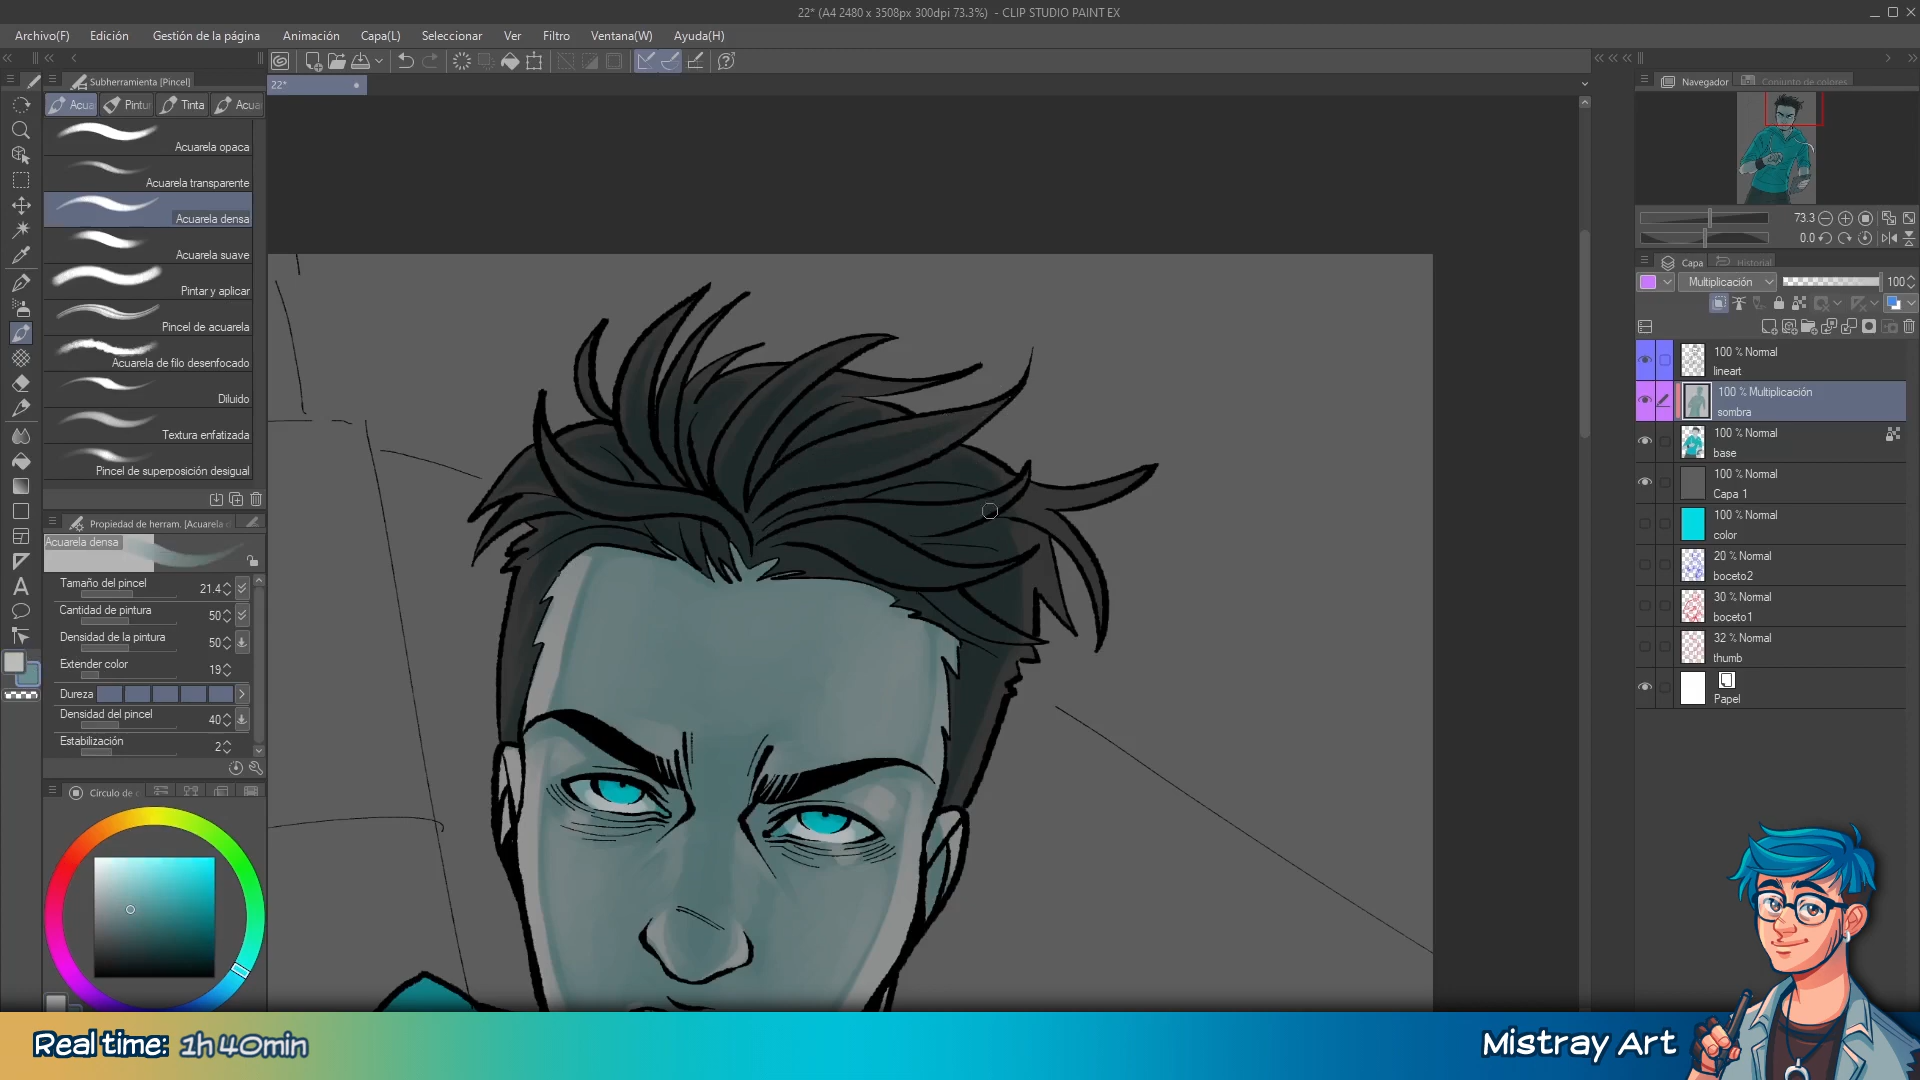 22* (A4 2480 x 3508px 300dpi 73.3%) - CLIP STUDIO PAINT EX
Archivo(F) Edición Gestión de la página Animación Capa(L) Seleccionar Ver Filtro Ventana(W) Ayuda(H)
Subherramienta [Pincel]
22*
Navegador Conjunto de colores
Acua Pintur Tinta Acua
Acuarela opaca
Acuarela transparente
Acuarela densa
Acuarela suave
Pintar y aplicar
Pincel de acuarela
Acuarela de filo desenfocado
Diluido
Textura enfatizada
Pincel de superposición desigual
Propiedad de herram. [Acuarela d
Acuarela densa
Tamaño del pincel 21.4
Cantidad de pintura 50
Densidad de la pintura 50
Extender color 19
Dureza
Densidad del pincel 40
Estabilización 2
Círculo de c
73.3
0.0
Capa Historial
Multiplicación 100
100 % Normal
lineart
100 % Multiplicación
sombra
100 % Normal
base
100 % Normal
Capa 1
100 % Normal
color
20 % Normal
boceto2
30 % Normal
boceto1
32 % Normal
thumb
Papel
Real time: 1h 40min
Mistray Art